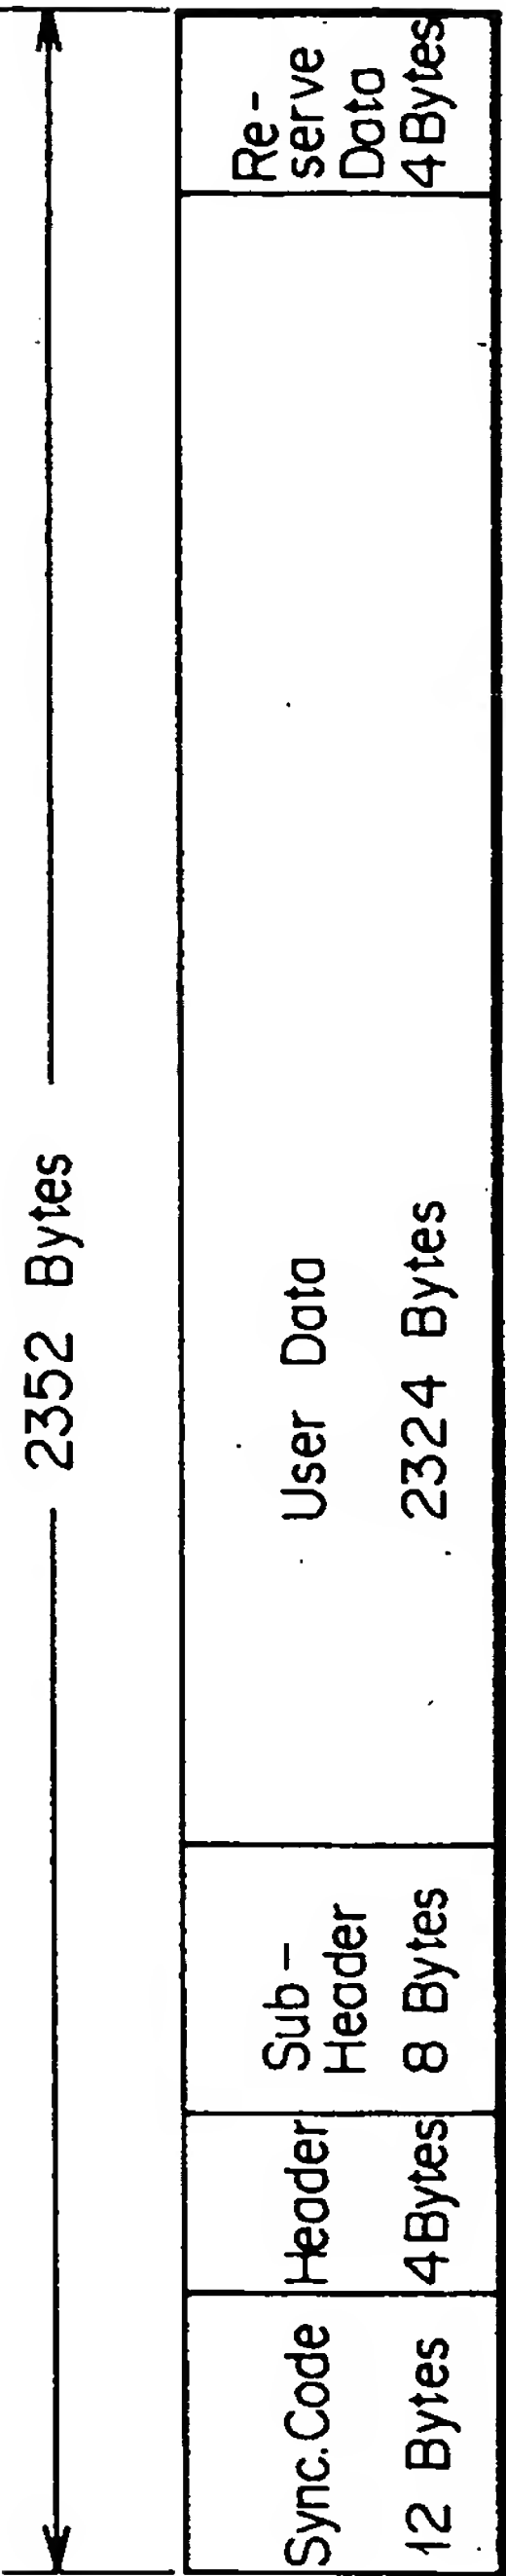 2352 Bytes
Sync. Code
12 Bytes
Header
4Bytes
Sub-
Header
8 Bytes
User Data
2324 Bytes
Re-
serve
Data
4Bytes